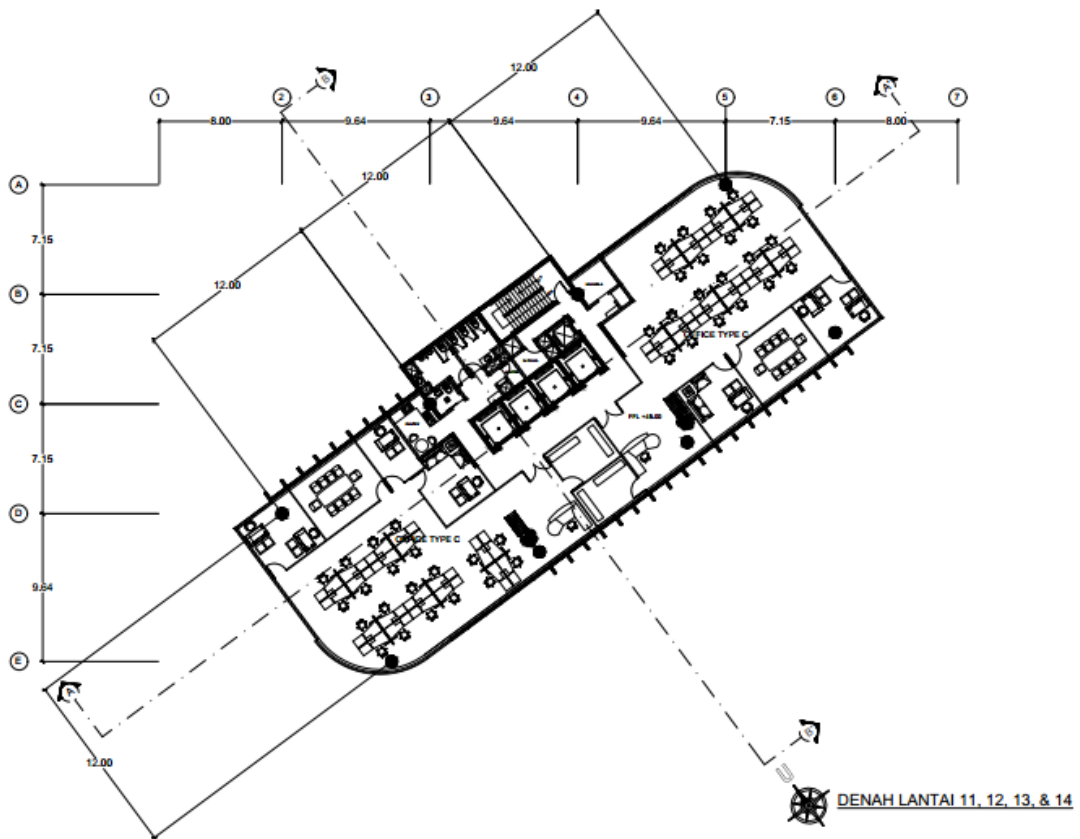 12.00
B
1
2
3
4
5
6
7
A'
8.00
9.64
9.64
9.64
7.15
8.00
A
7.15
12.00
B
7.15
12.00
OFFICE TYPE C
C
7.15
D
OFFICE TYPE C
9.64
E
A
B'
12.00
U
DENAH LANTAI 11, 12, 13, & 14